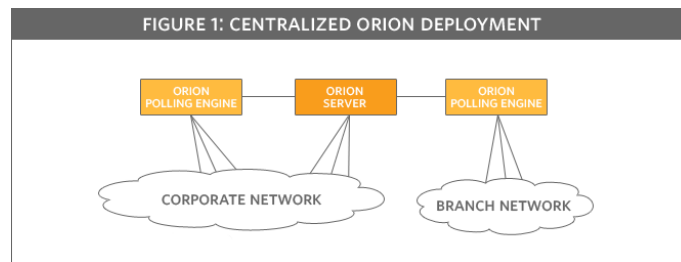 FIGURE 1: CENTRALIZED ORION DEPLOYMENT
ORION
POLLING ENGINE
ORION
SERVER
ORION
POLLING ENGINE
CORPORATE NETWORK
BRANCH NETWORK